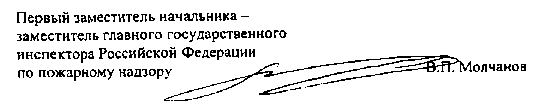 Первый заместитель начальника –
заместитель главного государственного
инспектора Российской Федерации
по пожарному надзору В.П. Молчанов